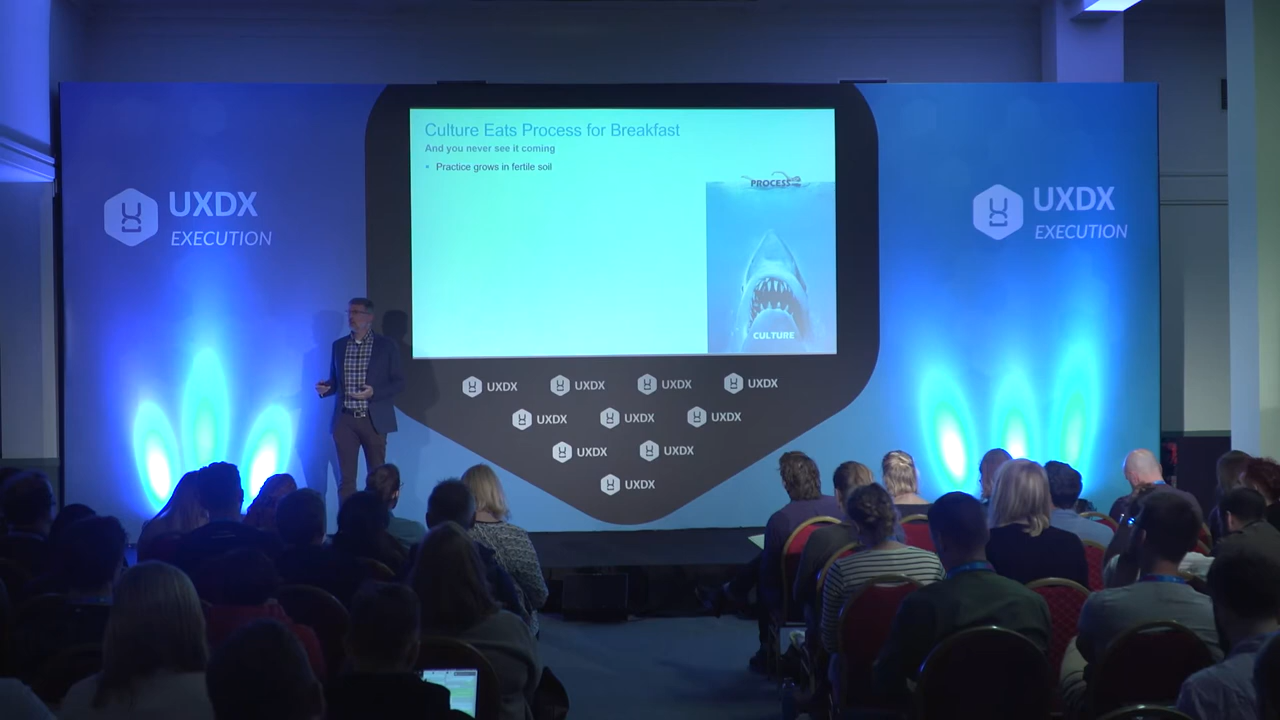 Culture Eats Process for Breakfast
And you never see it coming
• Practice grows in fertile soil
PROCESS
CULTURE
UXDX
EXECUTION
UXDX
EXECUTION
UXDX UXDX UXDX UXDX
UXDX UXDX UXDX
UXDX UXDX
UXDX